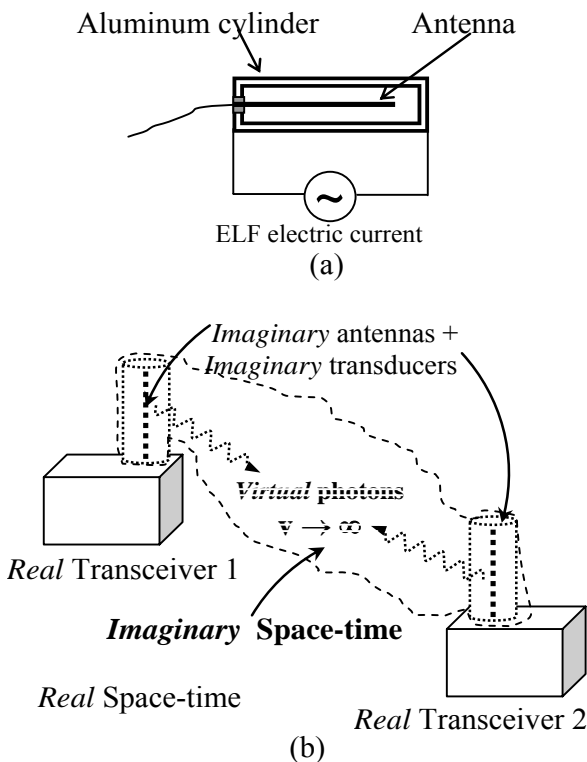 Aluminum cylinder
Antenna
~
ELF electric current
(a)
Imaginary antennas +
Imaginary transducers
Virtual photons
v → ∞
Real Transceiver 1
Imaginary Space-time
Real Space-time
Real Transceiver 2
(b)